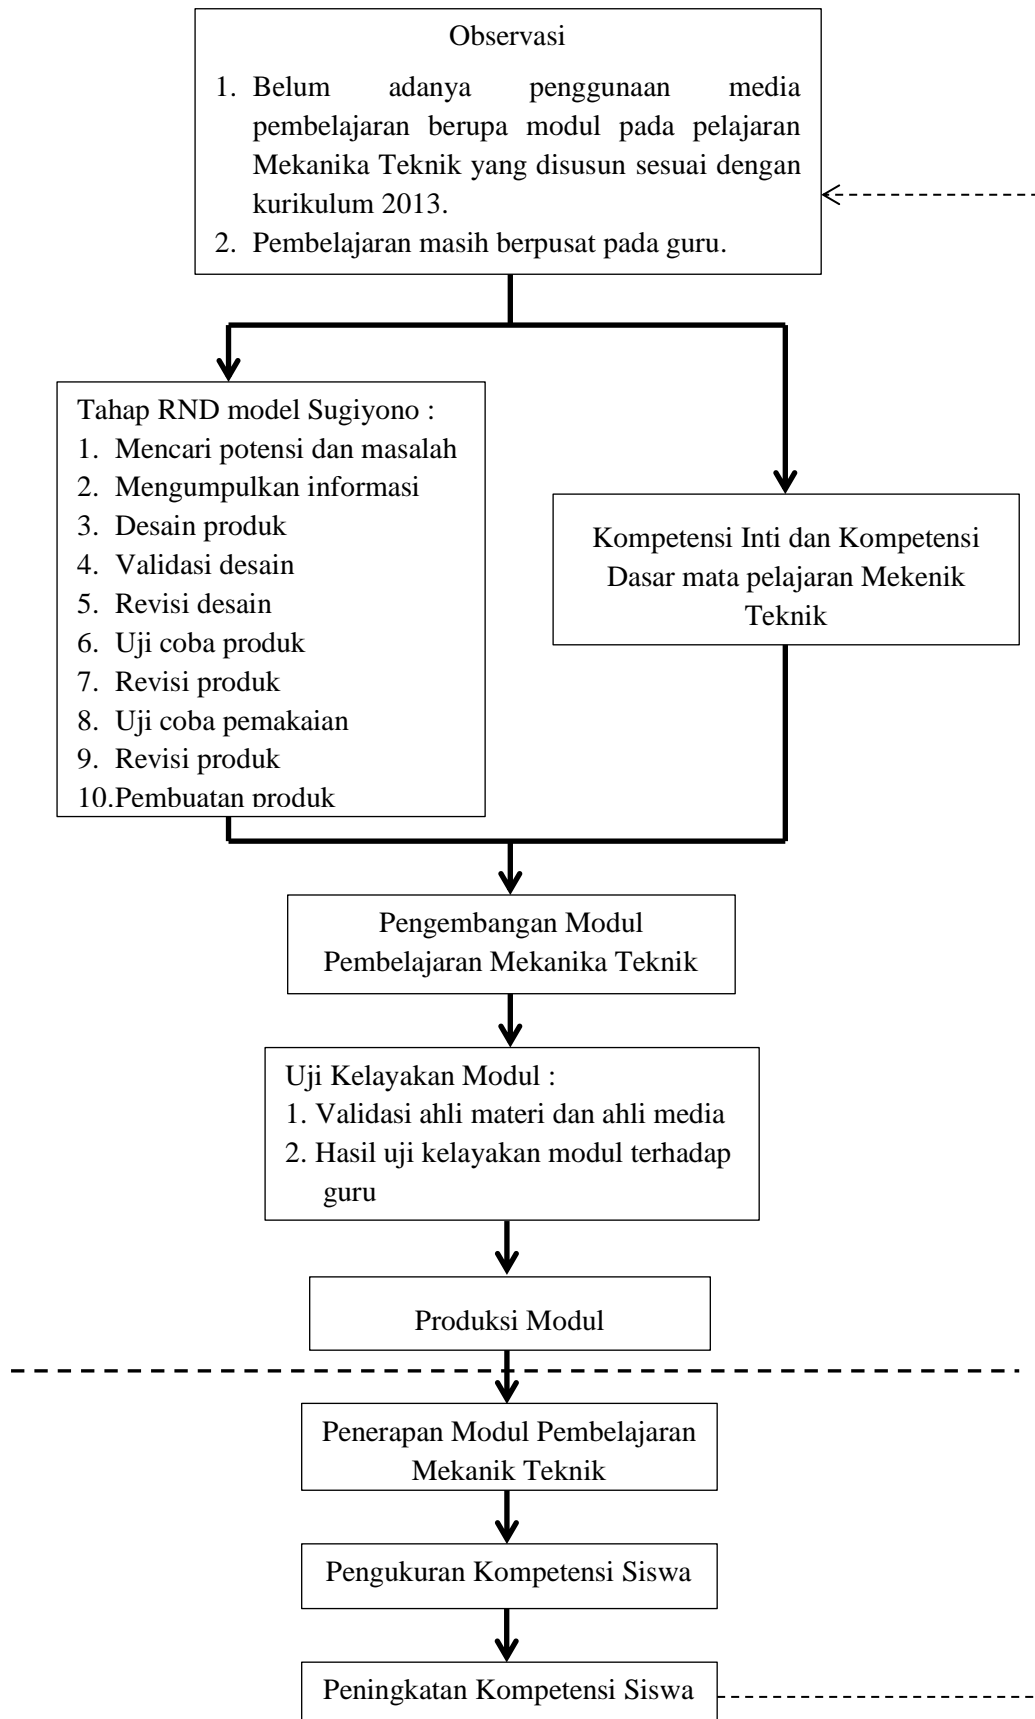 Observasi
1. Belum adanya penggunaan media
pembelajaran berupa modul pada pelajaran
Mekanika Teknik yang disusun sesuai dengan
kurikulum 2013.
2. Pembelajaran masih berpusat pada guru.
Tahap RND model Sugiyono :
1. Mencari potensi dan masalah
2. Mengumpulkan informasi
3. Desain produk
4. Validasi desain
5. Revisi desain
6. Uji coba produk
7. Revisi produk
8. Uji coba pemakaian
9. Revisi produk
10.Pembuatan produk
Kompetensi Inti dan Kompetensi
Dasar mata pelajaran Mekenik
Teknik
Pengembangan Modul
Pembelajaran Mekanika Teknik
Uji Kelayakan Modul :
1. Validasi ahli materi dan ahli media
2. Hasil uji kelayakan modul terhadap
guru
Produksi Modul
Penerapan Modul Pembelajaran
Mekanik Teknik
Pengukuran Kompetensi Siswa
Peningkatan Kompetensi Siswa